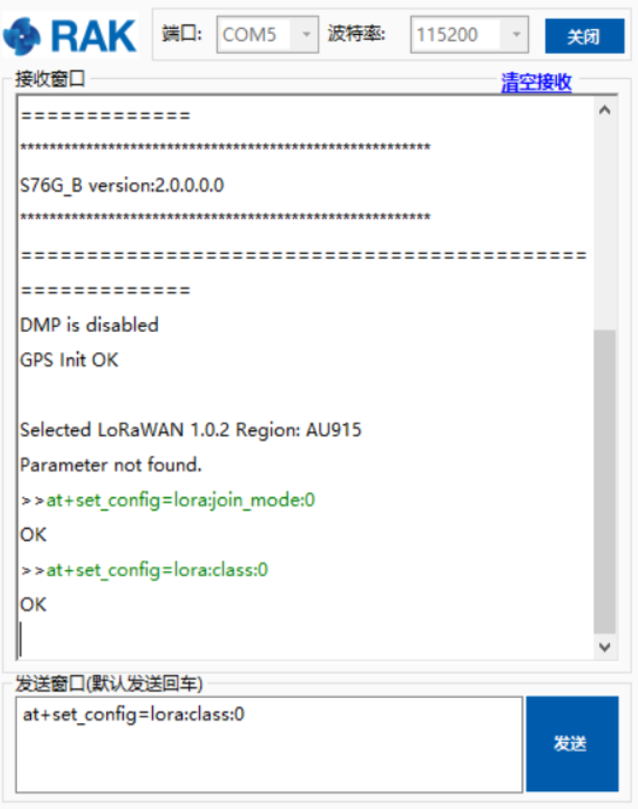 RAK 端口: COM5 波特率: 115200 关闭
接收窗口 清空接收
=============
********************************************************
S76G_B version:2.0.0.0.0
********************************************************
===========================================
=============
DMP is disabled
GPS Init OK
Selected LoRaWAN 1.0.2 Region: AU915
Parameter not found.
>>at+set_config=lora:join_mode:0
OK
>>at+set_config=lora:class:0
OK
发送窗口(默认发送回车)
at+set_config=lora:class:0
发送